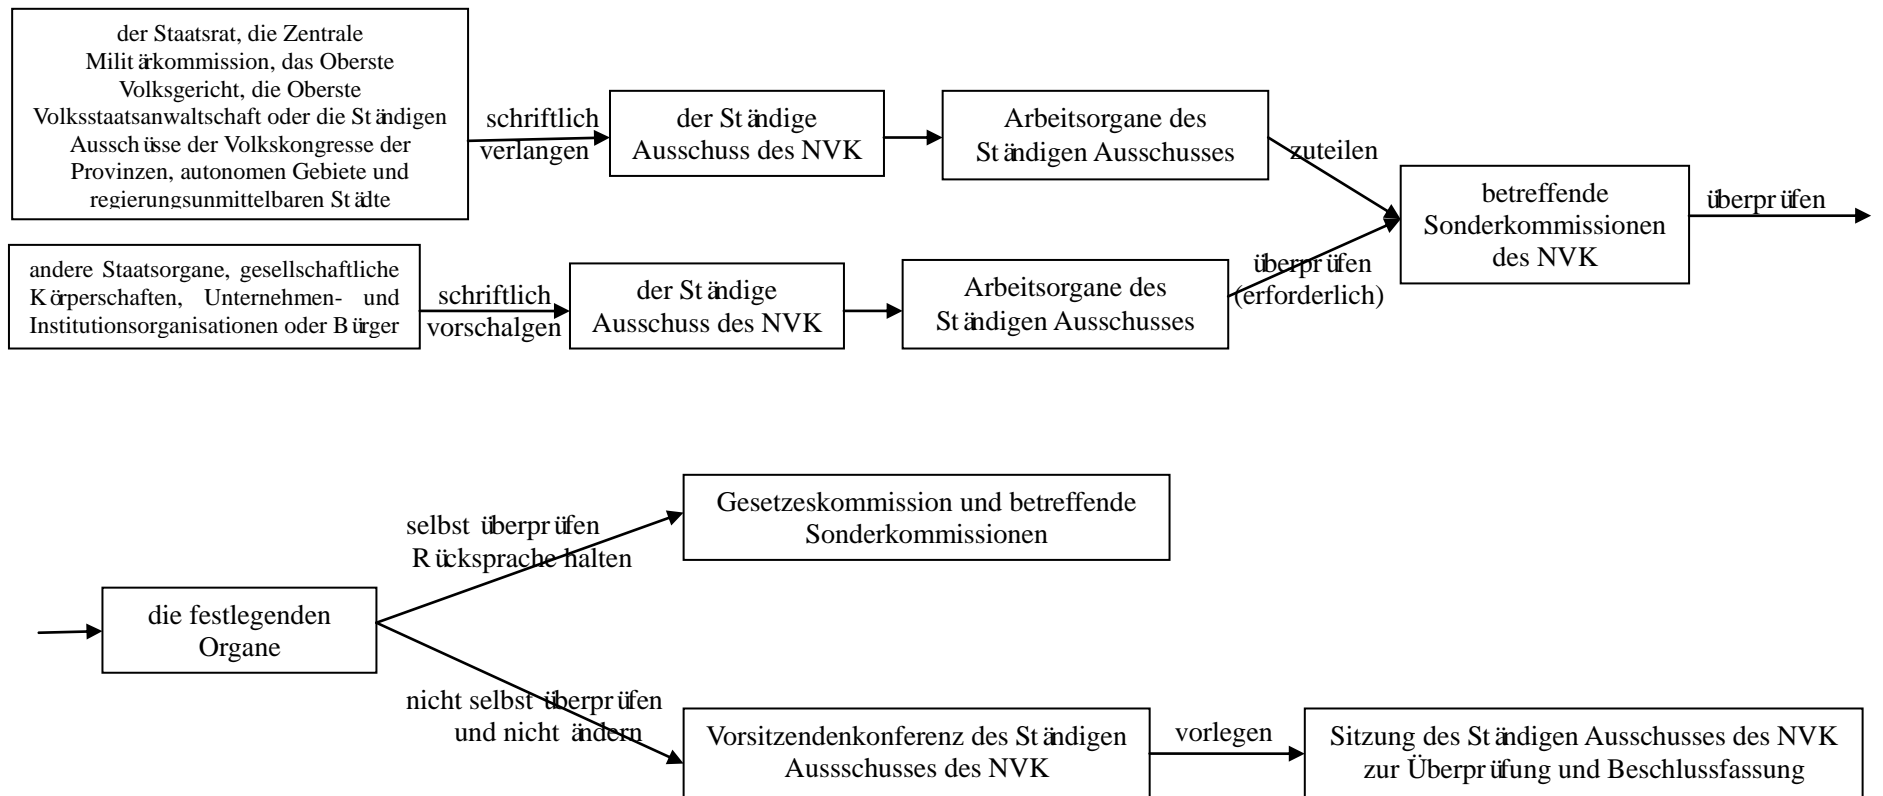 der Staatsrat, die Zentrale
Militärkommission, das Oberste
Volksgericht, die Oberste
Volksstaatsanwaltschaft oder die Ständigen
Ausschüsse der Volkskongresse der
Provinzen, autonomen Gebiete und
regierungsunmittelbaren Städte
schriftlich
verlangen
der Ständige
Ausschuss des NVK
Arbeitsorgane des
Ständigen Ausschusses
zuteilen
andere Staatsorgane, gesellschaftliche
Körperschaften, Unternehmen- und
Institutionsorganisationen oder Bürger
schriftlich
vorschalgen
der Ständige
Ausschuss des NVK
Arbeitsorgane des
Ständigen Ausschusses
überprüfen
(erforderlich)
betreffende
Sonderkommissionen
des NVK
überprüfen
die festlegenden
Organe
selbst überprüfen
Rücksprache halten
Gesetzeskommission und betreffende
Sonderkommissionen
nicht selbst überprüfen
und nicht ändern
Vorsitzendenkonferenz des Ständigen
Aussschusses des NVK
vorlegen
Sitzung des Ständigen Ausschusses des NVK
zur Überprüfung und Beschlussfassung